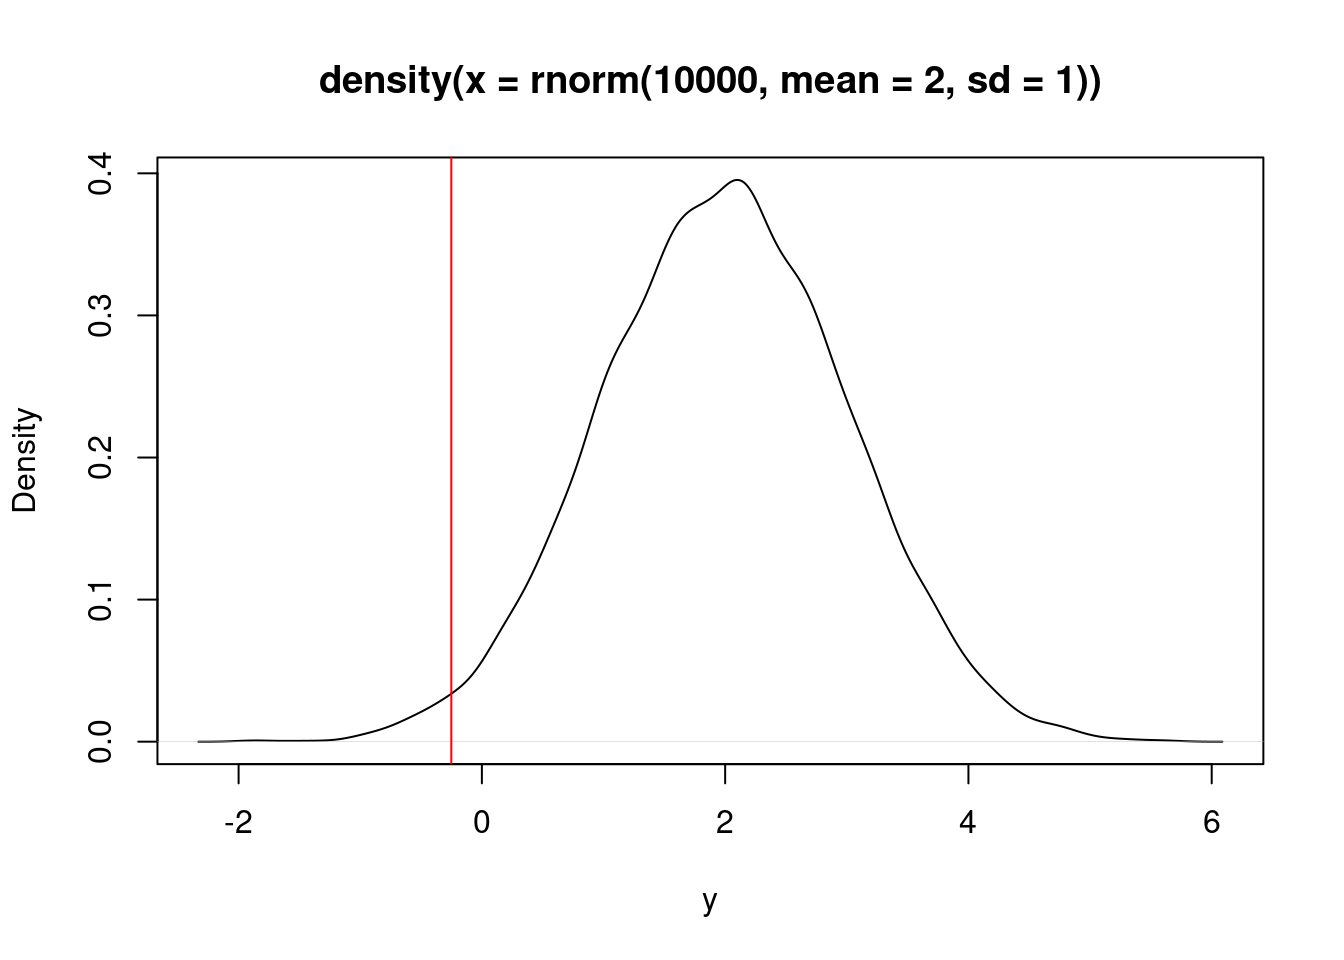 density(x = rnorm(10000, mean = 2, sd = 1))
Density
0.4
0.3
0.2
0.1
0.0
-2 0 2 4 6
y